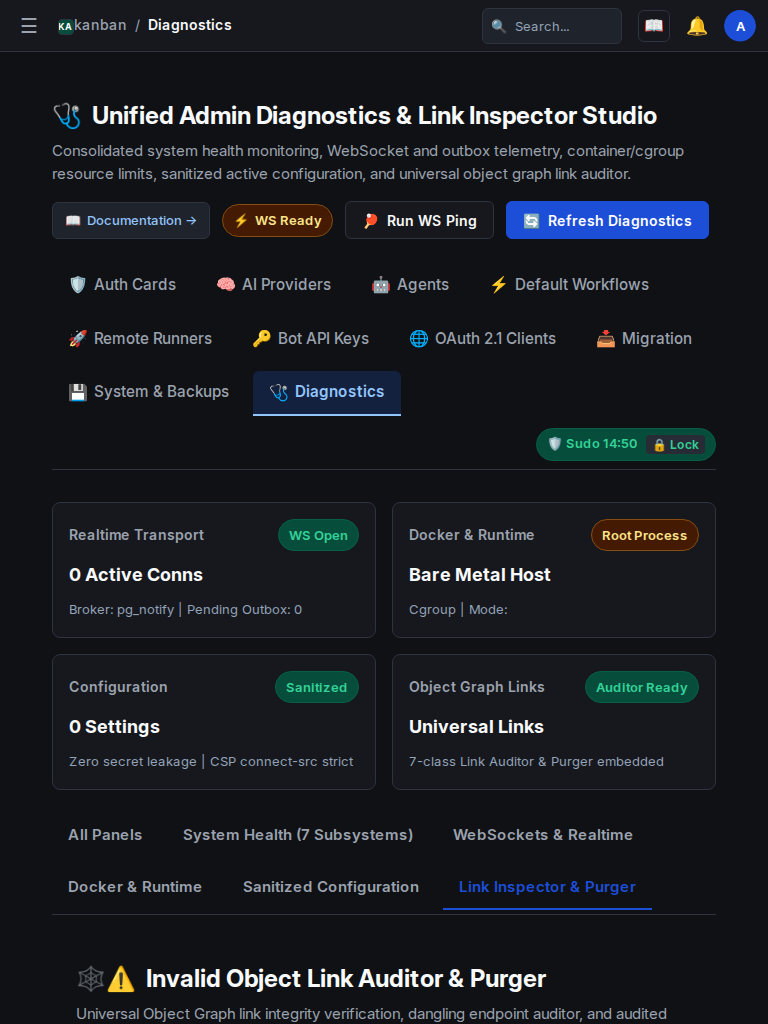 KA kanban / Diagnostics Search... A
Unified Admin Diagnostics & Link Inspector Studio
Consolidated system health monitoring, WebSocket and outbox telemetry, container/cgroup
resource limits, sanitized active configuration, and universal object graph link auditor.
Documentation → WS Ready Run WS Ping Refresh Diagnostics
Auth Cards AI Providers Agents Default Workflows
Remote Runners Bot API Keys OAuth 2.1 Clients Migration
System & Backups Diagnostics
Sudo 14:50 Lock
Realtime Transport WS Open
0 Active Conns
Broker: pg_notify | Pending Outbox: 0
Docker & Runtime Root Process
Bare Metal Host
Cgroup | Mode:
Configuration Sanitized
0 Settings
Zero secret leakage | CSP connect-src strict
Object Graph Links Auditor Ready
Universal Links
7-class Link Auditor & Purger embedded
All Panels System Health (7 Subsystems) WebSockets & Realtime
Docker & Runtime Sanitized Configuration Link Inspector & Purger
Invalid Object Link Auditor & Purger
Universal Object Graph link integrity verification, dangling endpoint auditor, and audited